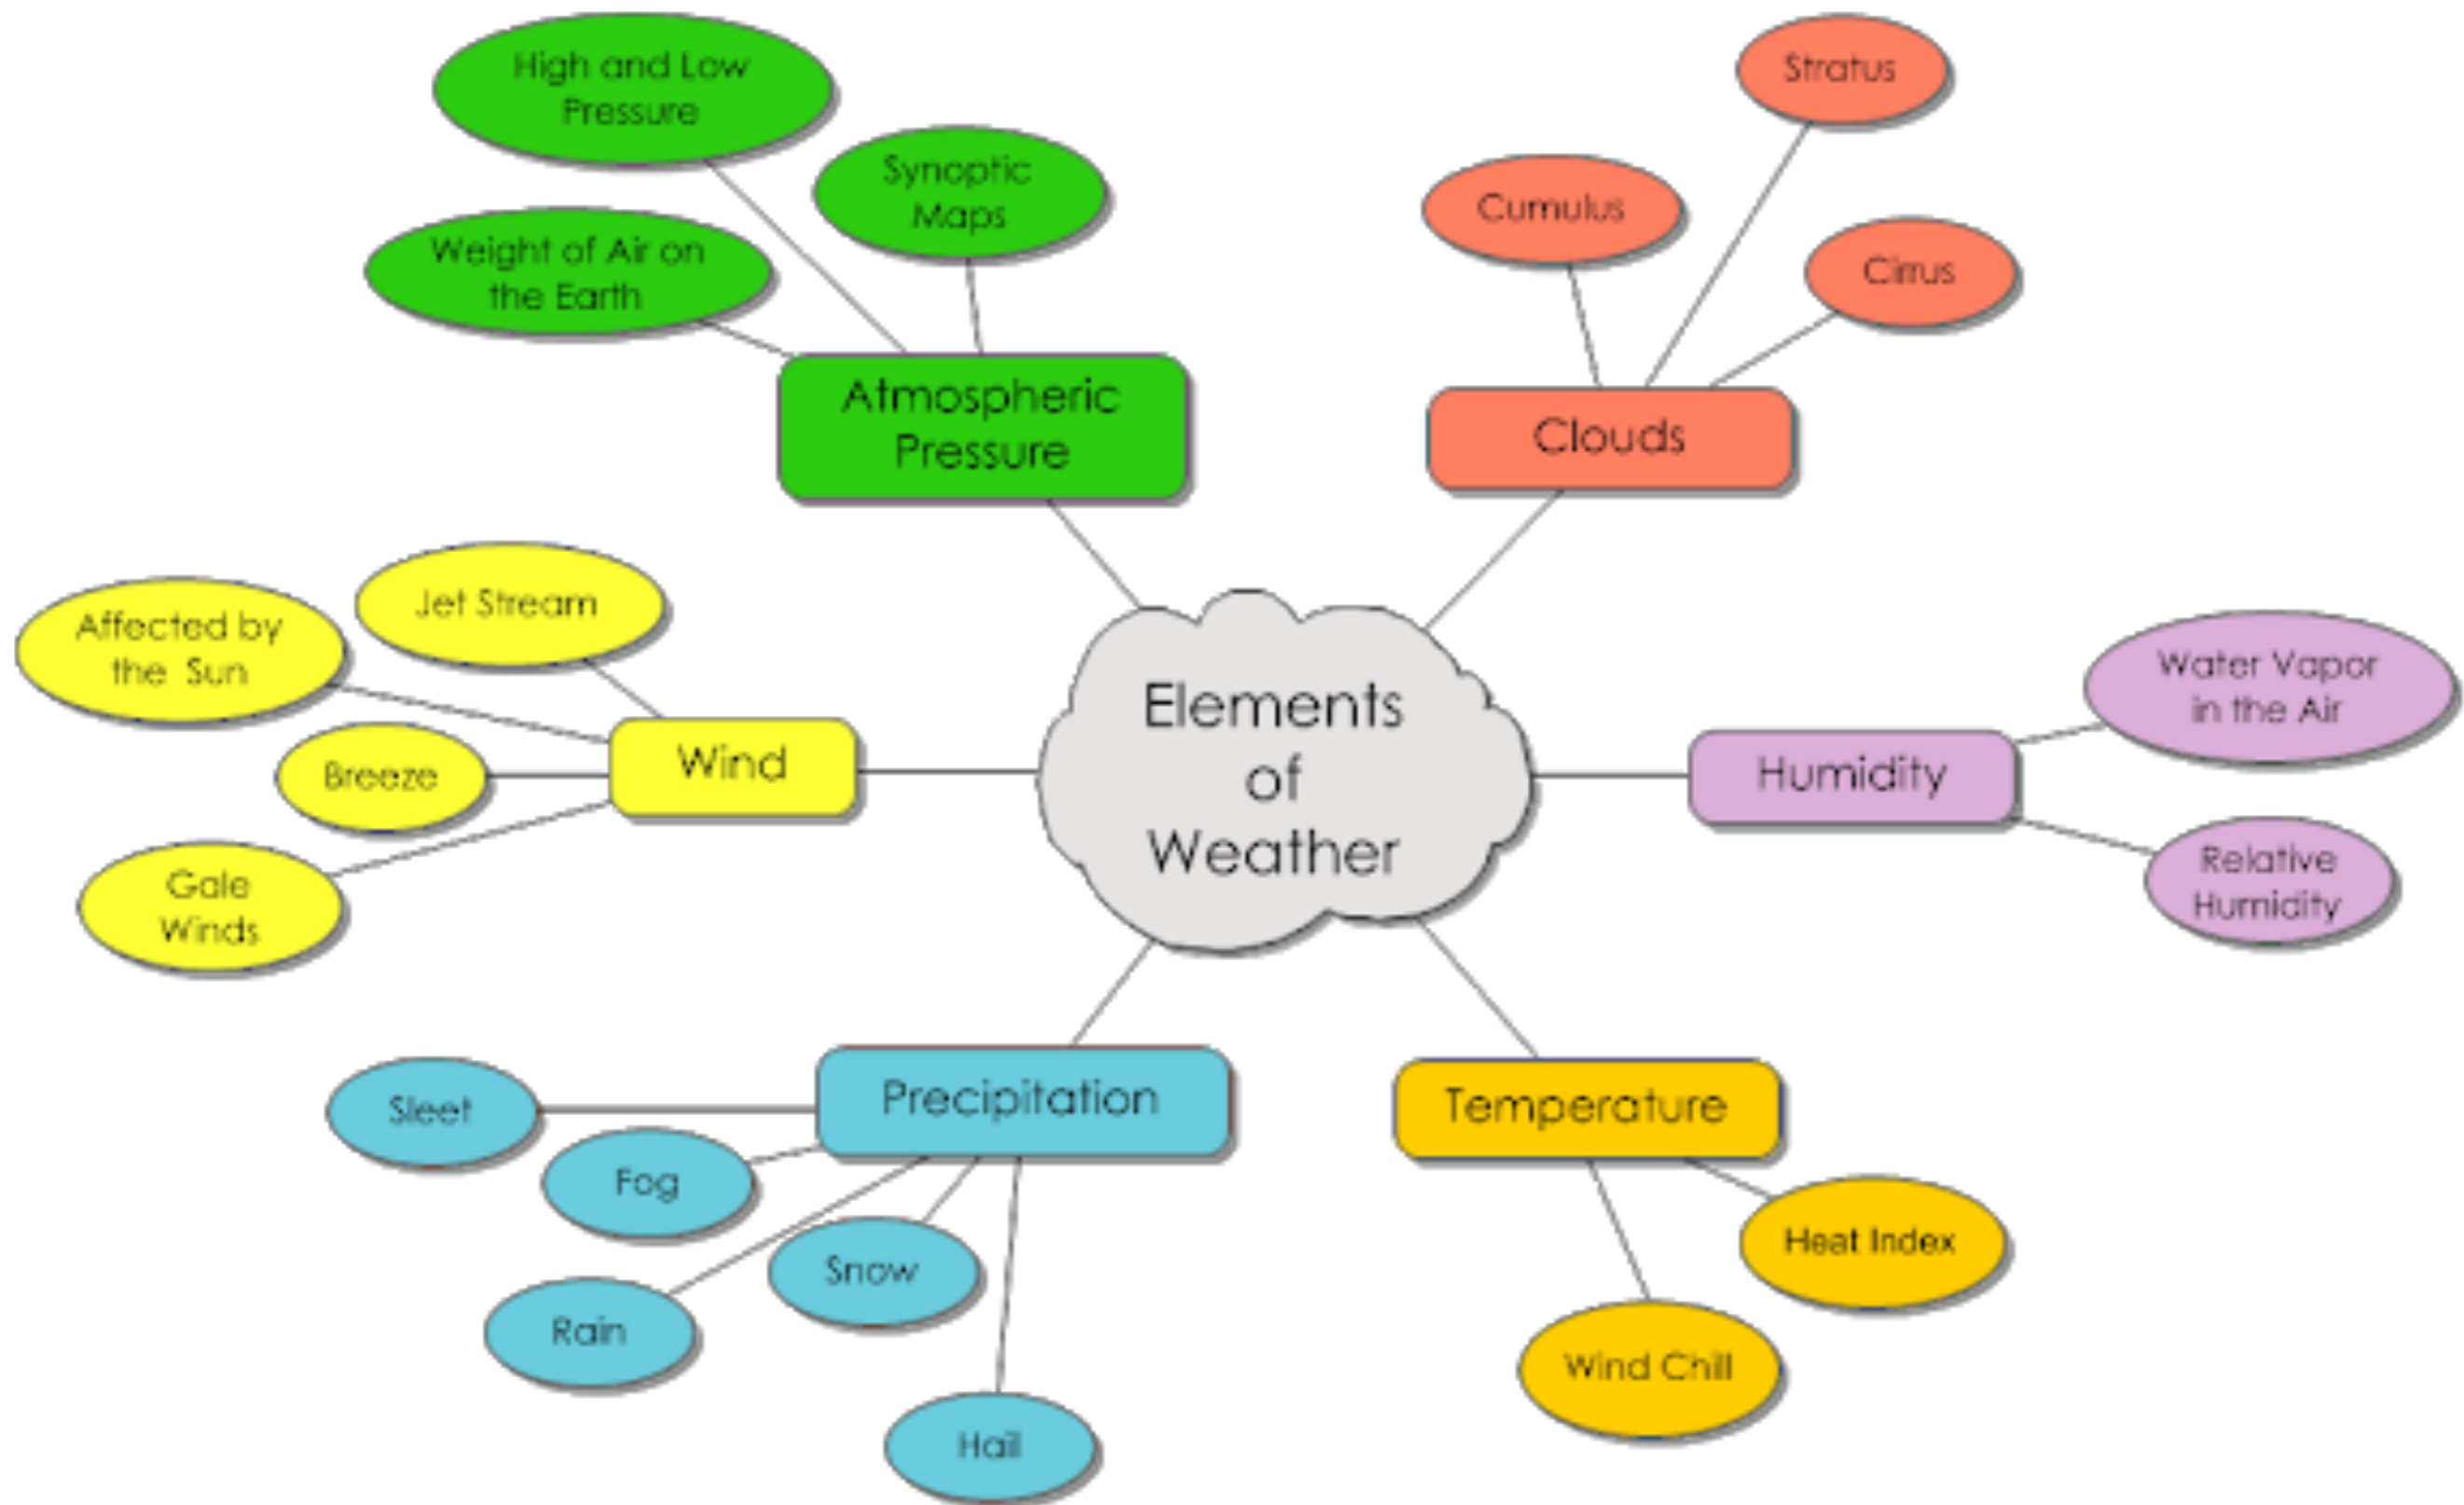 High and Low
Pressure
Synoptic
Maps
Weight of Air on
the Earth
Atmospheric
Pressure
Stratus
Cumulus
Cirrus
Clouds
Jet Stream
Affected by
the Sun
Breeze
Gale
Winds
Wind
Elements
of
Weather
Humidity
Water Vapor
in the Air
Relative
Humidity
Precipitation
Sleet
Fog
Snow
Rain
Hail
Temperature
Heat Index
Wind Chill